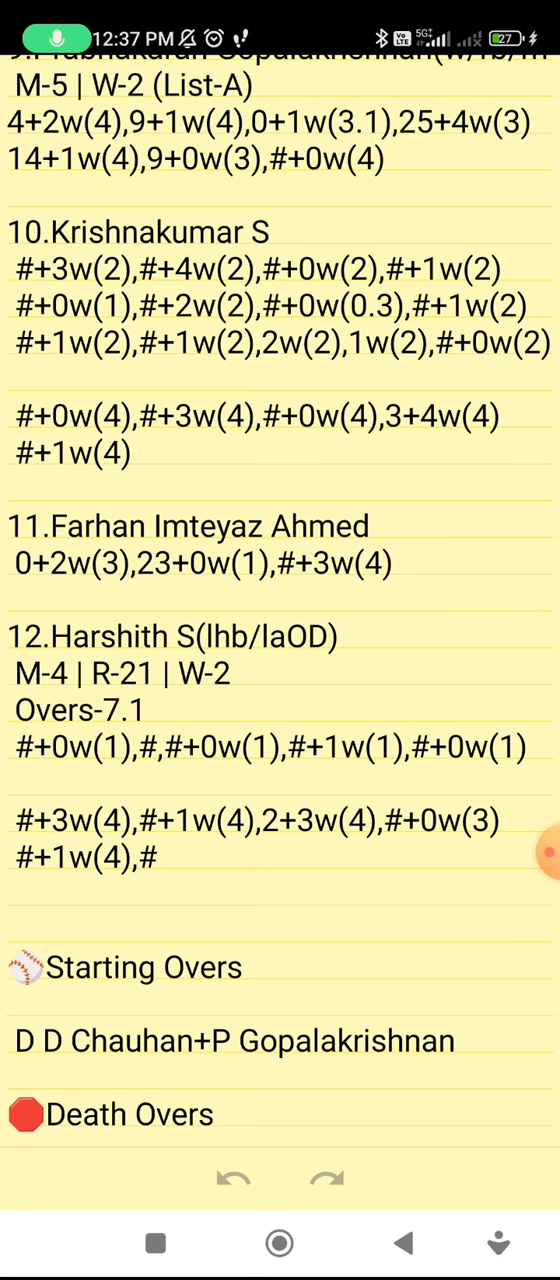 12:37 PM
Vo LTE 5G 27
M-5 | W-2 (List-A)
4+2w(4),9+1w(4),0+1w(3.1),25+4w(3)
14+1w(4),9+0w(3),#+0w(4)
10.Krishnakumar S
#+3w(2),#+4w(2),#+0w(2),#+1w(2)
#+0w(1),#+2w(2),#+0w(0.3),#+1w(2)
#+1w(2),#+1w(2),2w(2),1w(2),#+0w(2)
#+0w(4),#+3w(4),#+0w(4),3+4w(4)
#+1w(4)
11.Farhan Imteyaz Ahmed
0+2w(3),23+0w(1),#+3w(4)
12.Harshith S(lhb/laOD)
M-4 | R-21 | W-2
Overs-7.1
#+0w(1),#,#+0w(1),#+1w(1),#+0w(1)
#+3w(4),#+1w(4),2+3w(4),#+0w(3)
#+1w(4),#
Starting Overs
D D Chauhan+P Gopalakrishnan
Death Overs